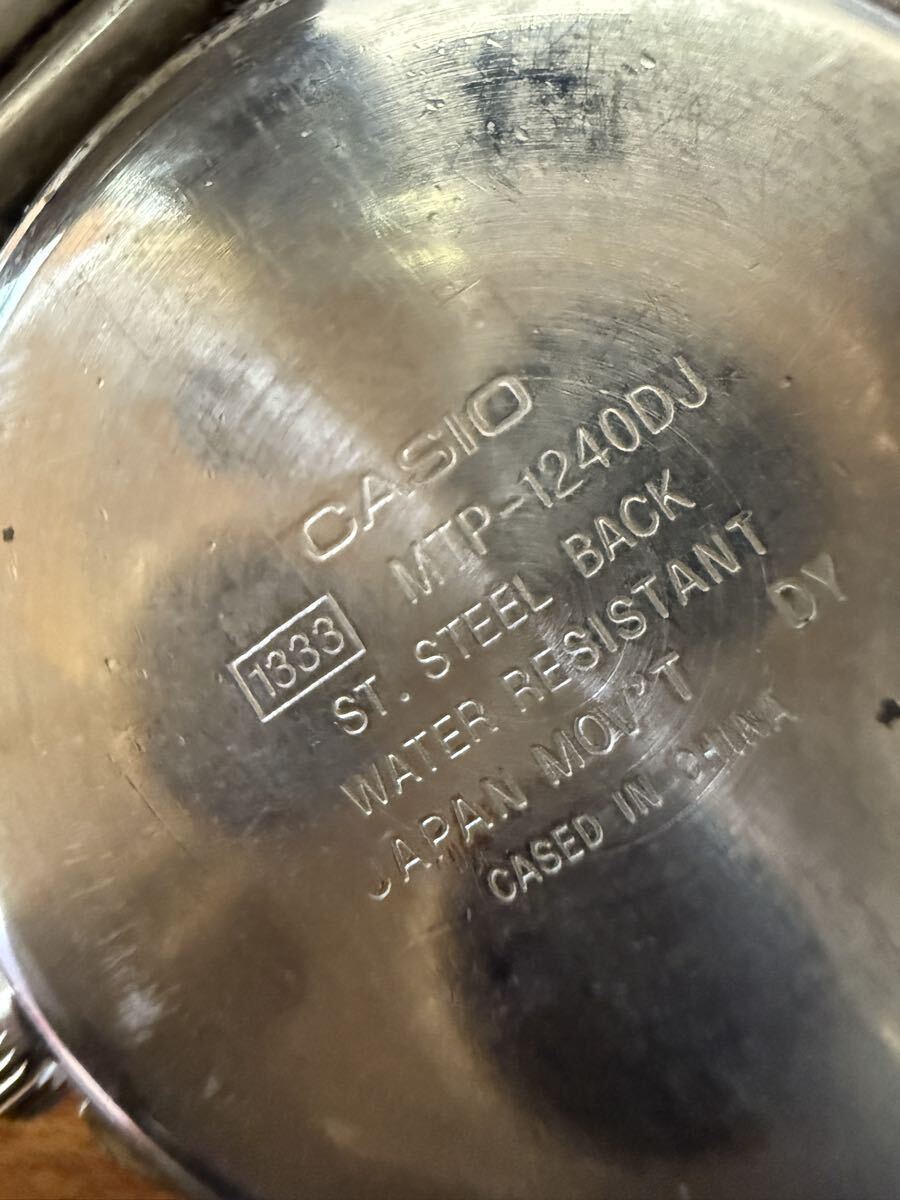 CASIO
1333 MTP-1240DJ
ST. STEEL BACK
WATER RESISTANT
JAPAN MOV'T DY
CASED IN CHINA